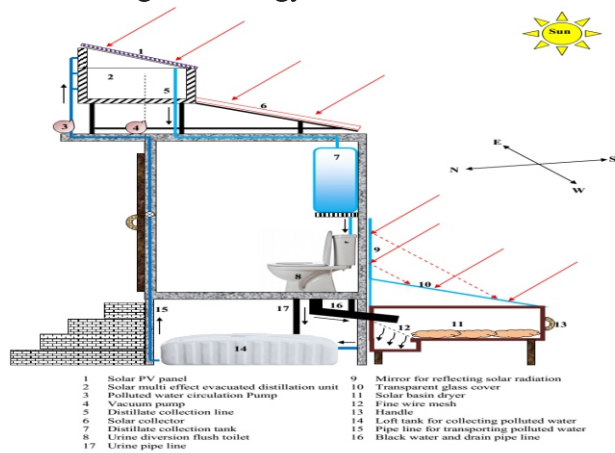 Sun
1
2
5
6
3
4
7
E
S
N
W
9
8
10
15
17
16
12
11
13
14
1 Solar PV panel
2 Solar multi effect evacuated distillation unit
3 Polluted water circulation Pump
4 Vacuum pump
5 Distillate collection line
6 Solar collector
7 Distillate collection tank
8 Urine diversion flush toilet
17 Urine pipe line
9 Mirror for reflecting solar radiation
10 Transparent glass cover
11 Solar basin dryer
12 Fine wire mesh
13 Handle
14 Loft tank for collecting polluted water
15 Pipe line for transporting polluted water
16 Black water and drain pipe line